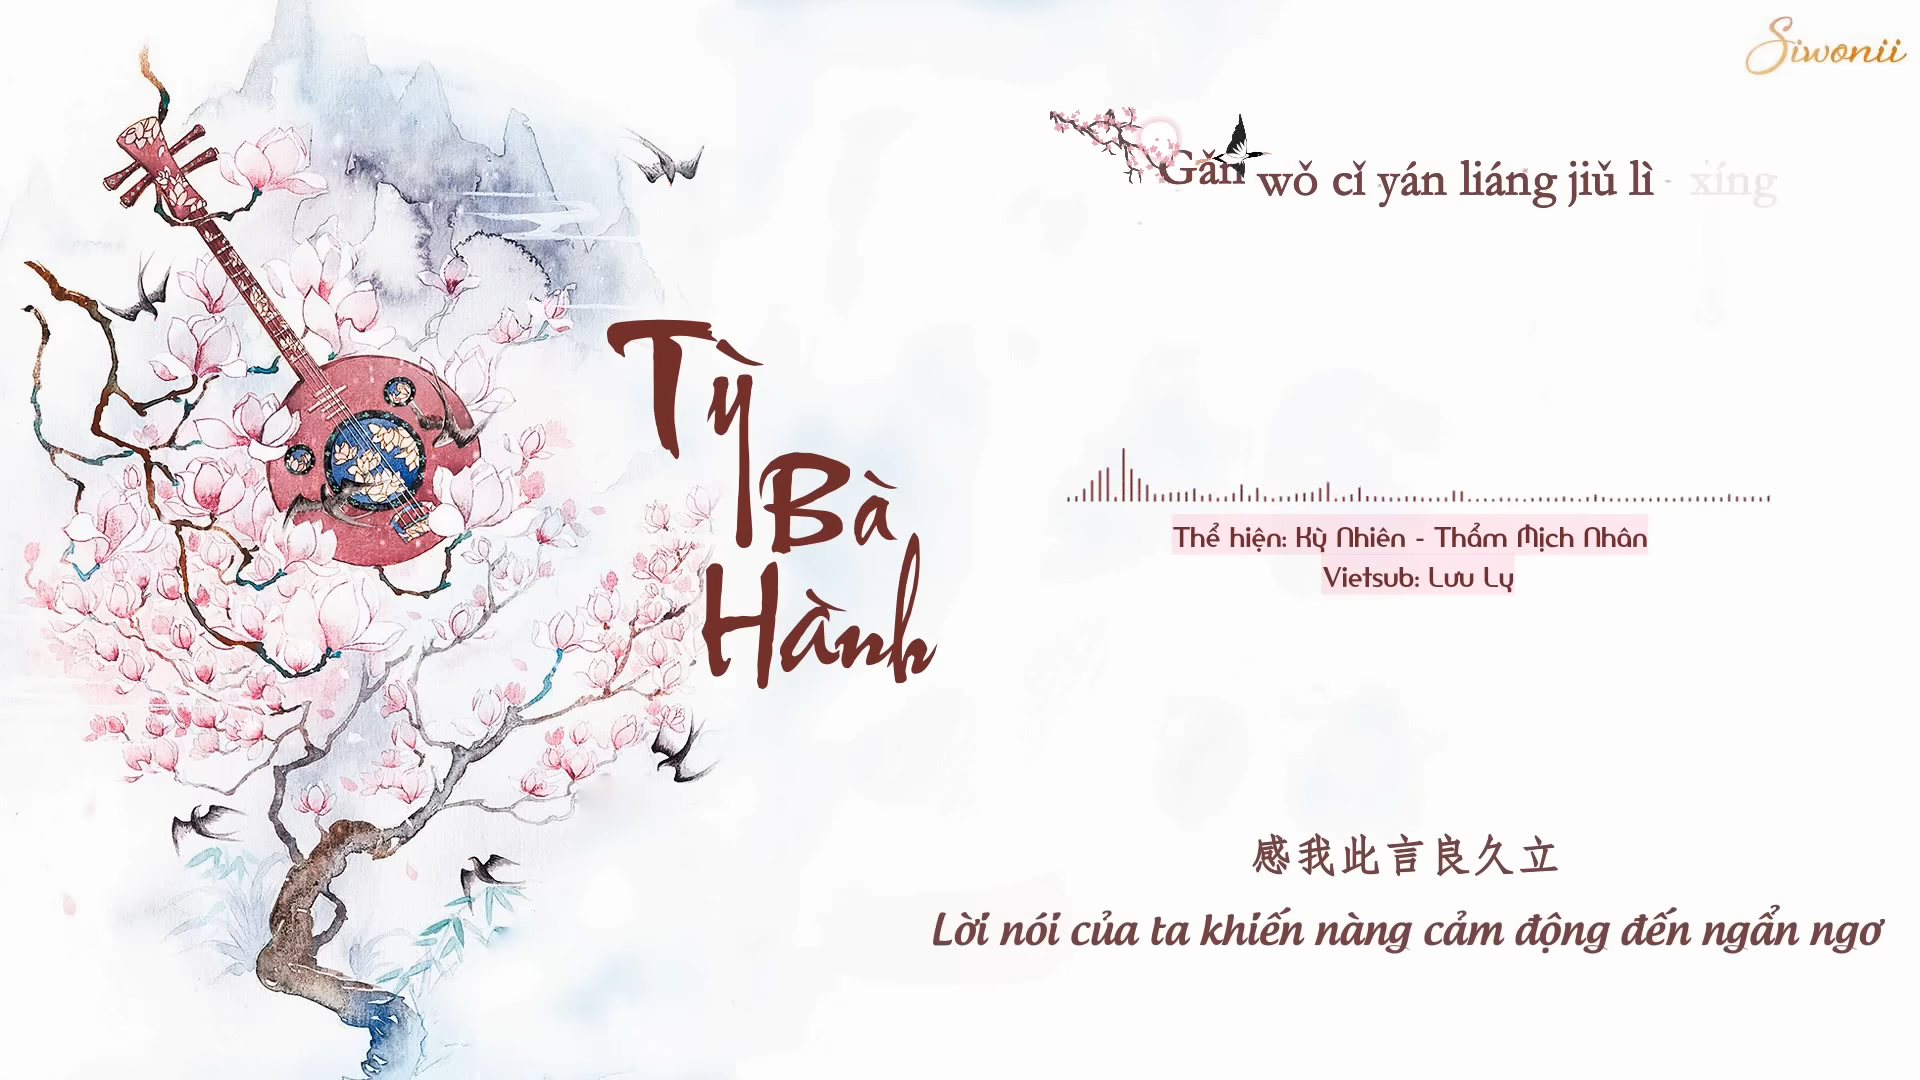 Siwonii
Gǎn wǒ cǐ yán liáng jiǔ lì - xíng
Tỳ
Bà
Hành
Thể hiện: Kỳ Nhiên - Thẩm Mịch Nhân
Vietsub: Lưu Ly
感我此言良久立
Lời nói của ta khiến nàng cảm động đến ngẩn ngơ